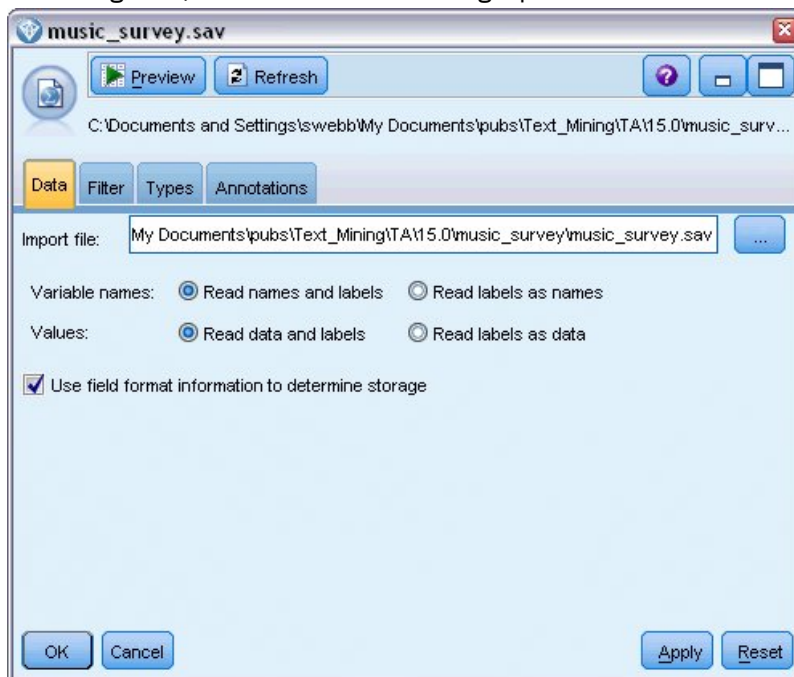 music_survey.sav
Preview Refresh
C:\Documents and Settings\swebb\My Documents\pubs\Text_Mining\TA\15.0\music_surv...
Data Filter Types Annotations
Import file: My Documents\pubs\Text_Mining\TA\15.0\music_survey\music_survey.sav ...
Variable names: Read names and labels Read labels as names
Values: Read data and labels Read labels as data
Use field format information to determine storage
OK Cancel Apply Reset